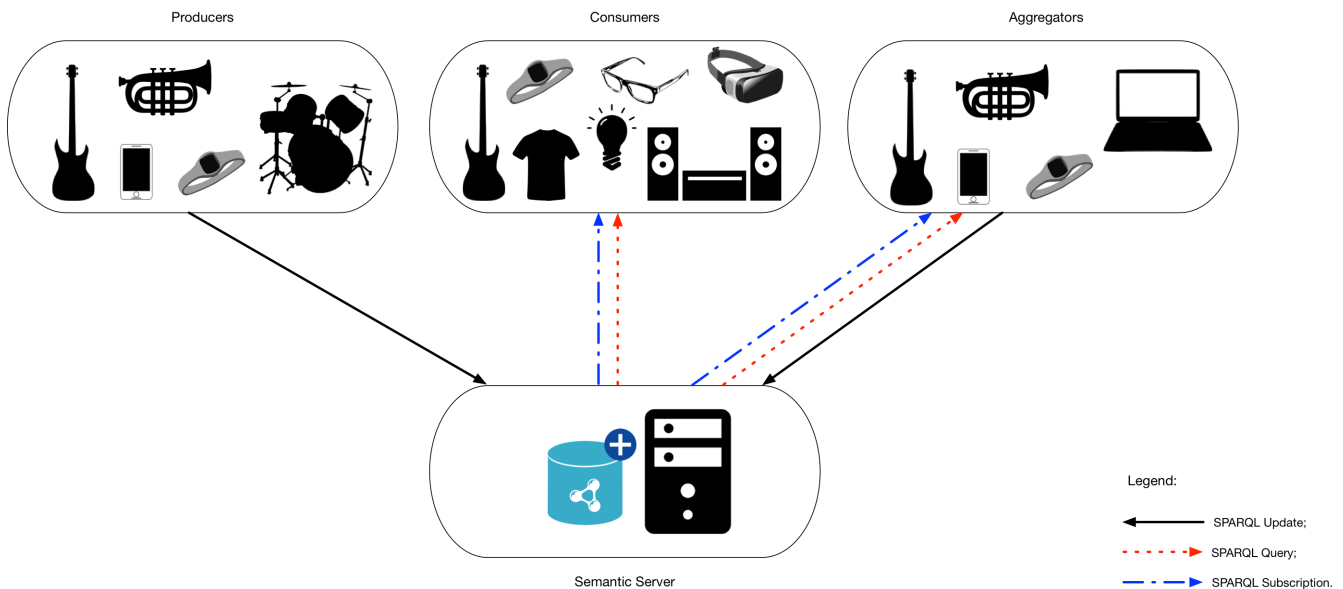 Producers
Consumers
Aggregators
Semantic Server
Legend:
SPARQL Update;
SPARQL Query;
SPARQL Subscription.